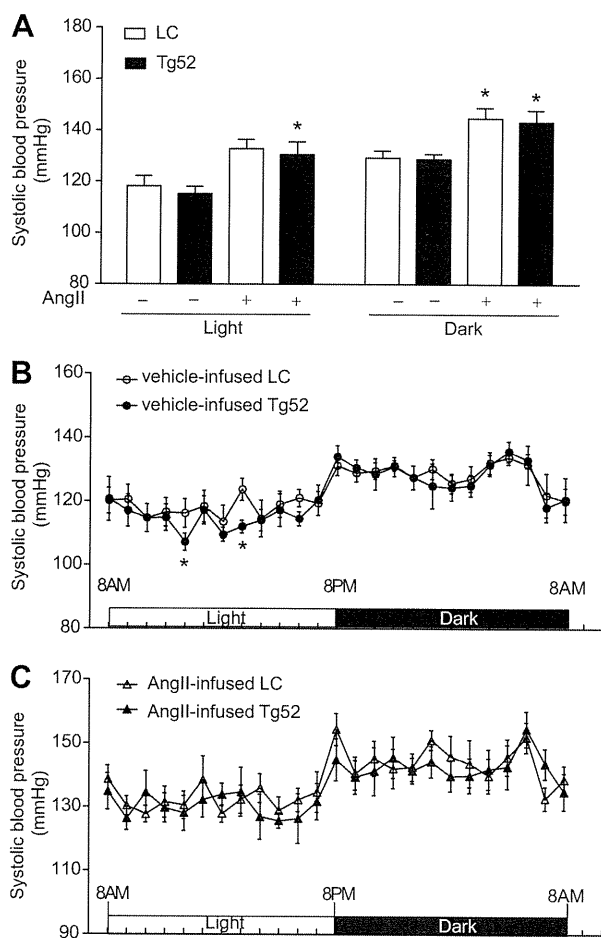 A
LC
Tg52
Systolic blood pressure
(mmHg)
180
160
140
120
100
80
*
* *
AngII − − + + − − + +
Light Dark
B
vehicle-infused LC
vehicle-infused Tg52
Systolic blood pressure
(mmHg)
160
140
120
110
80
* *
8AM 8PM 8AM
Light Dark
C
AngII-infused LC
AngII-infused Tg52
Systolic blood pressure
(mmHg)
170
150
130
110
90
8AM 8PM 8AM
Light Dark